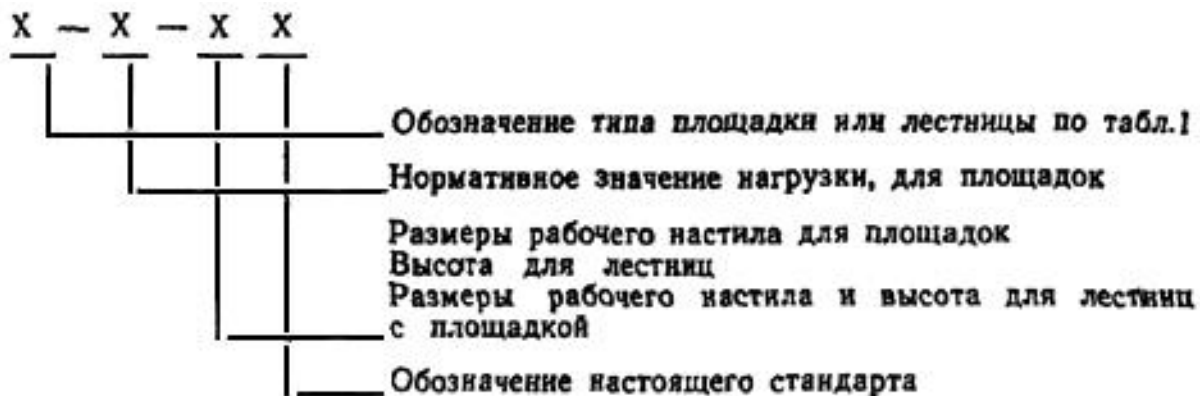 X – X – X X
Обозначение типа площадки или лестницы по табл.1
Нормативное значение нагрузки, для площадок
Размеры рабочего настила для площадок
Высота для лестниц
Размеры рабочего настила и высота для лестниц
с площадкой
Обозначение настоящего стандарта